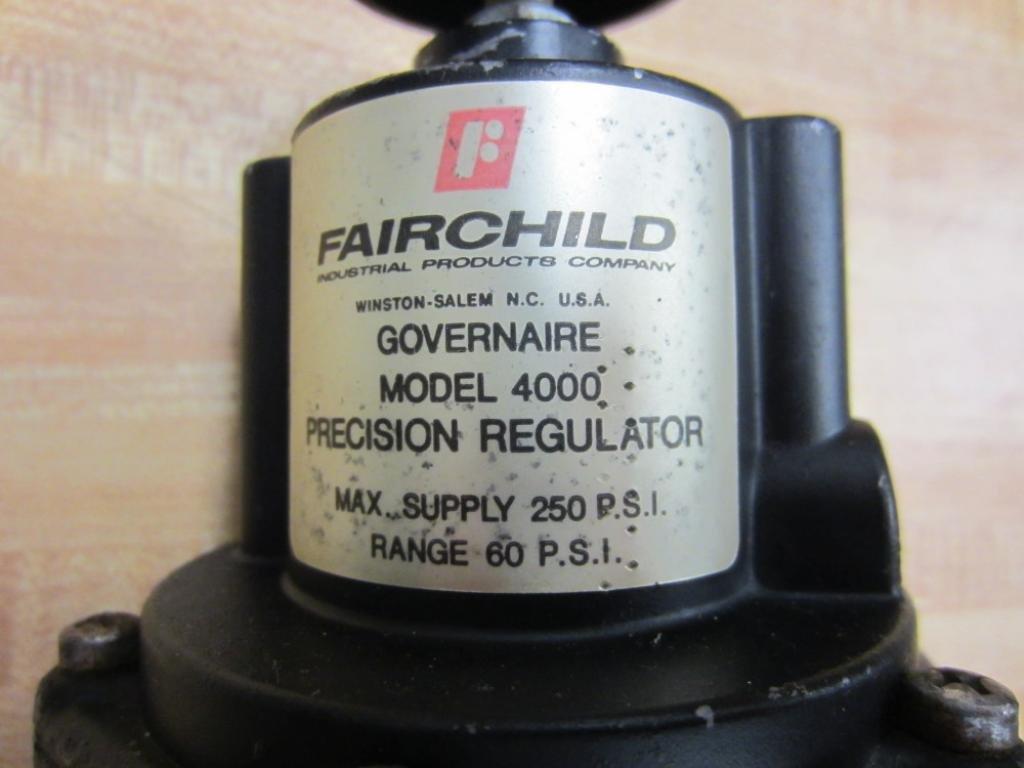 FAIRCHILD
INDUSTRIAL PRODUCTS COMPANY
WINSTON-SALEM N.C. U.S.A.
GOVERNAIRE
MODEL 4000
PRECISION REGULATOR
MAX. SUPPLY 250 P.S.I.
RANGE 60 P.S.I.